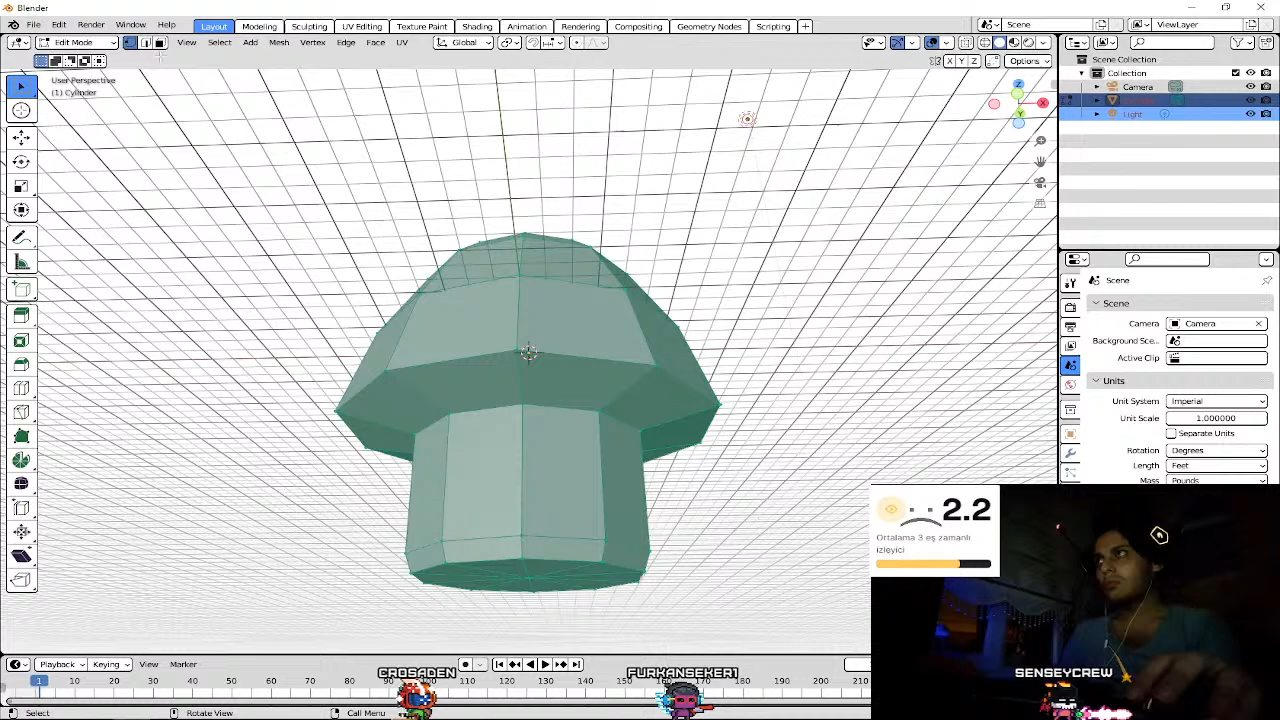 Blender
File Edit Render Window Help
Layout Modeling Sculpting UV Editing Texture Paint Shading Animation Rendering Compositing Geometry Nodes Scripting +
Scene
ViewLayer
Edit Mode
View Select Add Mesh Vertex Edge Face UV
Global
X Y Z
Options
User Perspective
(1) Cylinder
Z
X
Y
Scene Collection
Collection
Camera
Light
Scene
Scene
Camera
Camera
Background Sce...
Active Clip
Units
Unit System
Imperial
Unit Scale
1.000000
Separate Units
Rotation
Degrees
Length
Feet
Mass
Pounds
2.2
Ortalama 3 eş zamanlı
izleyici
Playback Keying View Marker
CROSADEN
FURKANSEKER1
SENSEYCREW
1 10 20 30 40 50 60 70 80 90 100 110 120 130 140 150 160 170 180 190 200 210
Select
Rotate View
Call Menu